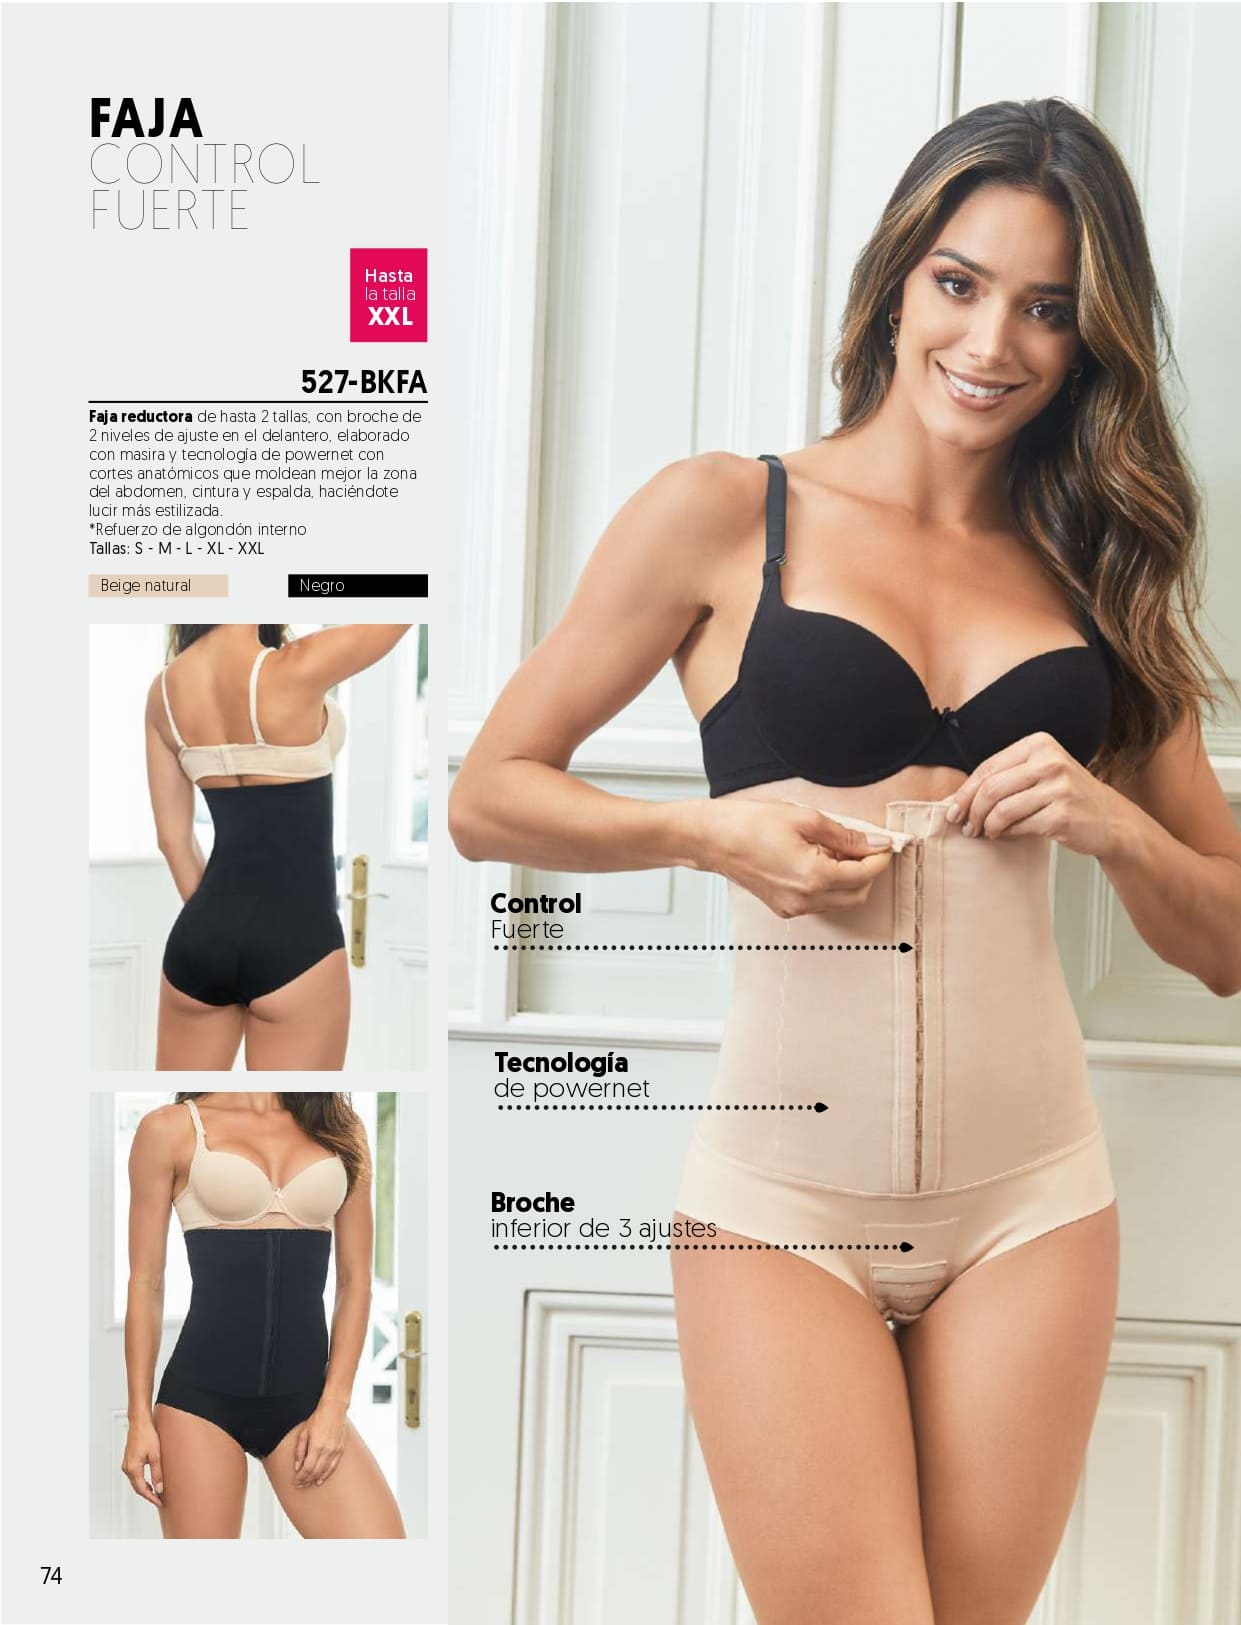 FAJA
CONTROL
FUERTE
Hasta
la talla
XXL
527-BKFA
Faja reductora de hasta 2 tallas, con broche de
2 niveles de ajuste en el delantero, elaborado
con masira y tecnología de powernet con
cortes anatómicos que moldean mejor la zona
del abdomen, cintura y espalda, haciéndote
lucir más estilizada.
*Refuerzo de algondón interno
Tallas: S - M - L - XL - XXL
Beige natural
Negro
Control
Fuerte
Tecnología
de powernet
Broche
inferior de 3 ajustes
74